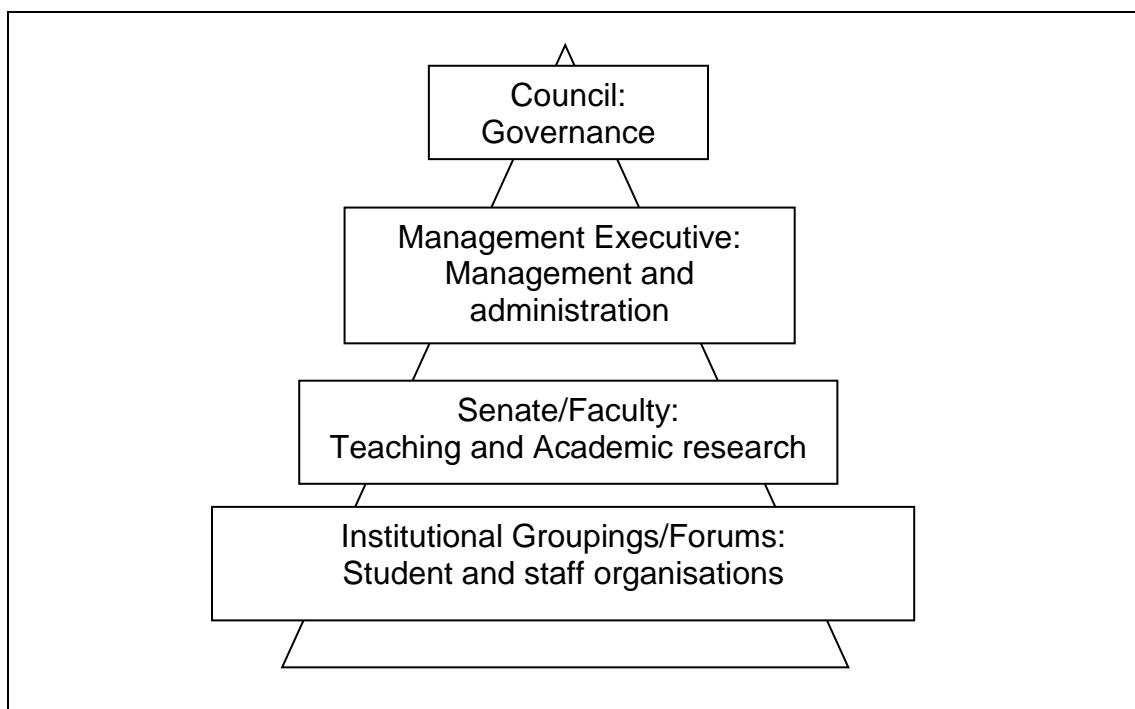 Council:
Governance
Management Executive:
Management and
administration
Senate/Faculty:
Teaching and Academic research
Institutional Groupings/Forums:
Student and staff organisations